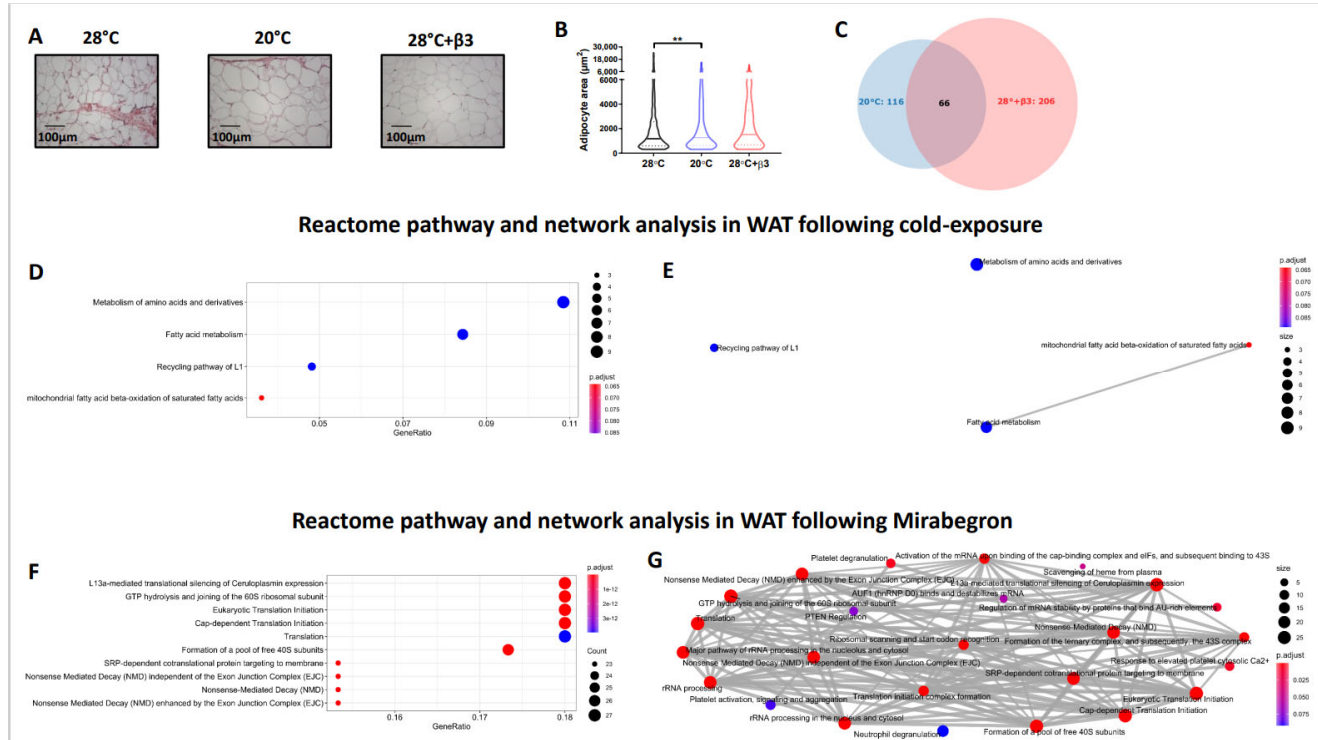 A
28°C
20°C
28°C+β3
100µm
100µm
100µm
B
Adipocyte area (µm²)
30,000
18,000
6,000
6000
4000
2000
0
**
28°C
20°C
28°C+β3
C
20°C: 116
66
28°+β3: 206
Reactome pathway and network analysis in WAT following cold-exposure
D
Metabolism of amino acids and derivatives
Fatty acid metabolism
Recycling pathway of L1
mitochondrial fatty acid beta-oxidation of saturated fatty acids
0.05
0.07
0.09
0.11
GeneRatio
3
4
5
6
7
8
9
p.adjust
0.065
0.070
0.075
0.080
0.085
E
Metabolism of amino acids and derivatives
Recycling pathway of L1
mitochondrial fatty acid beta-oxidation of saturated fatty acids
Fatty acid metabolism
p.adjust
0.065
0.070
0.075
0.080
0.085
size
3
4
5
6
7
8
9
Reactome pathway and network analysis in WAT following Mirabegron
F
L13a-mediated translational silencing of Ceruloplasmin expression
GTP hydrolysis and joining of the 60S ribosomal subunit
Eukaryotic Translation Initiation
Cap-dependent Translation Initiation
Translation
Formation of a pool of free 40S subunits
SRP-dependent cotranslational protein targeting to membrane
Nonsense Mediated Decay (NMD) independent of the Exon Junction Complex (EJC)
Nonsense-Mediated Decay (NMD)
Nonsense Mediated Decay (NMD) enhanced by the Exon Junction Complex (EJC)
0.16
0.17
0.18
GeneRatio
p.adjust
1e-12
2e-12
3e-12
Count
23
24
25
26
27
G
Platelet degranulation
Activation of the mRNA upon binding of the cap-binding complex and eIFs, and subsequent binding to 43S
Scavenging of heme from plasma
Nonsense Mediated Decay (NMD) enhanced by the Exon Junction Complex (EJC)
L13a-mediated translational silencing of Ceruloplasmin expression
AUF1 (hnRNP D0) binds and destabilizes mRNA
GTP hydrolysis and joining of the 60S ribosomal subunit
Regulation of mRNA stability by proteins that bind AU-rich elements
Translation
PTEN Regulation
Nonsense-Mediated Decay (NMD)
Ribosomal scanning and start codon recognition
Formation of the ternary complex, and subsequently, the 43S complex
Major pathway of rRNA processing in the nucleolus and cytosol
Nonsense Mediated Decay (NMD) independent of the Exon Junction Complex (EJC)
Response to elevated platelet cytosolic Ca2+
SRP-dependent cotranslational protein targeting to membrane
rRNA processing
Translation initiation complex formation
Eukaryotic Translation Initiation
Platelet activation, signaling and aggregation
Cap-dependent Translation Initiation
rRNA processing in the nucleus and cytosol
Neutrophil degranulation
Formation of a pool of free 40S subunits
size
5
10
15
20
25
p.adjust
0.025
0.050
0.075